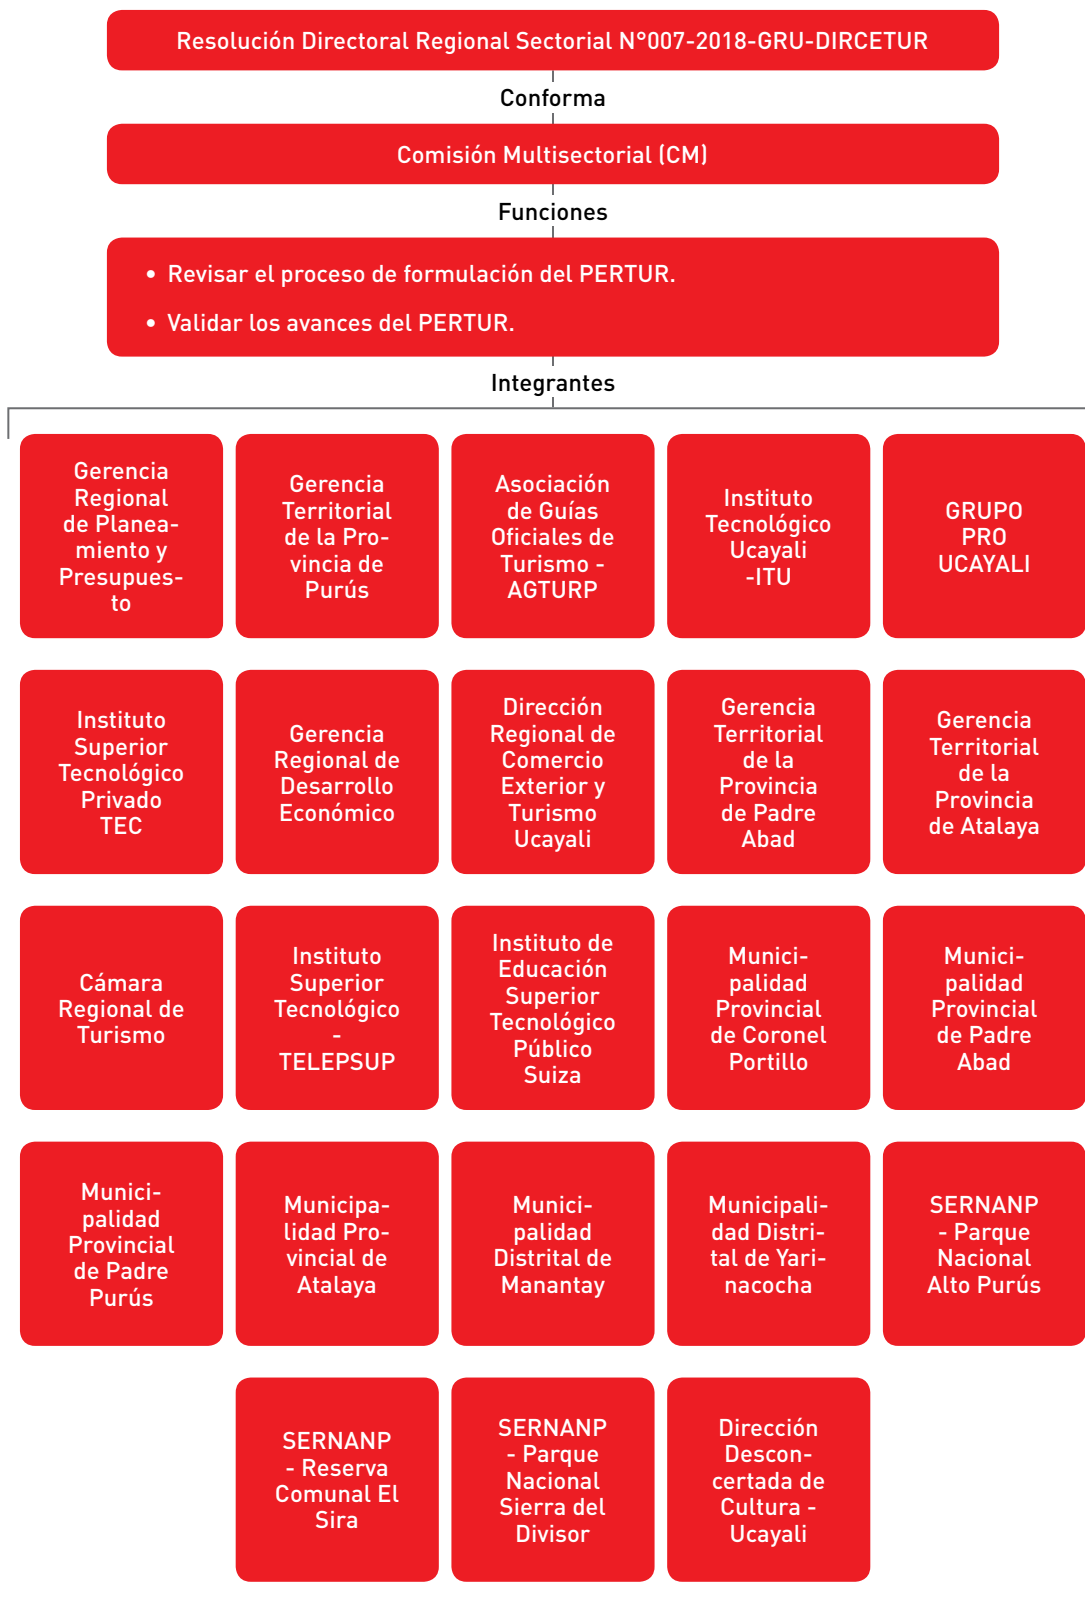 Resolución Directoral Regional Sectorial N°007-2018-GRU-DIRCETUR
Conforma
Comisión Multisectorial (CM)
Funciones
• Revisar el proceso de formulación del PERTUR.
• Validar los avances del PERTUR.
Integrantes
Gerencia
Regional
de Planea-
miento y
Presupues-
to
Gerencia
Territorial
de la Pro-
vincia de
Purús
Asociación
de Guías
Oficiales de
Turismo -
AGTURP
Instituto
Tecnológico
Ucayali
-ITU
GRUPO
PRO
UCAYALI
Instituto
Superior
Tecnológico
Privado
TEC
Gerencia
Regional de
Desarrollo
Económico
Dirección
Regional de
Comercio
Exterior y
Turismo
Ucayali
Gerencia
Territorial
de la
Provincia
de Padre
Abad
Gerencia
Territorial
de la
Provincia
de Atalaya
Cámara
Regional de
Turismo
Instituto
Superior
Tecnológico
-
TELEPSUP
Instituto de
Educación
Superior
Tecnológico
Público
Suiza
Munici-
palidad
Provincial
de Coronel
Portillo
Munici-
palidad
Provincial
de Padre
Abad
Munici-
palidad
Provincial
de Padre
Purús
Municipa-
lidad Pro-
vincial de
Atalaya
Munici-
palidad
Distrital de
Manantay
Municipali-
dad Distri-
tal de Yari-
nacocha
SERNANP
- Parque
Nacional
Alto Purús
SERNANP
- Reserva
Comunal El
Sira
SERNANP
- Parque
Nacional
Sierra del
Divisor
Dirección
Descon-
certada de
Cultura -
Ucayali